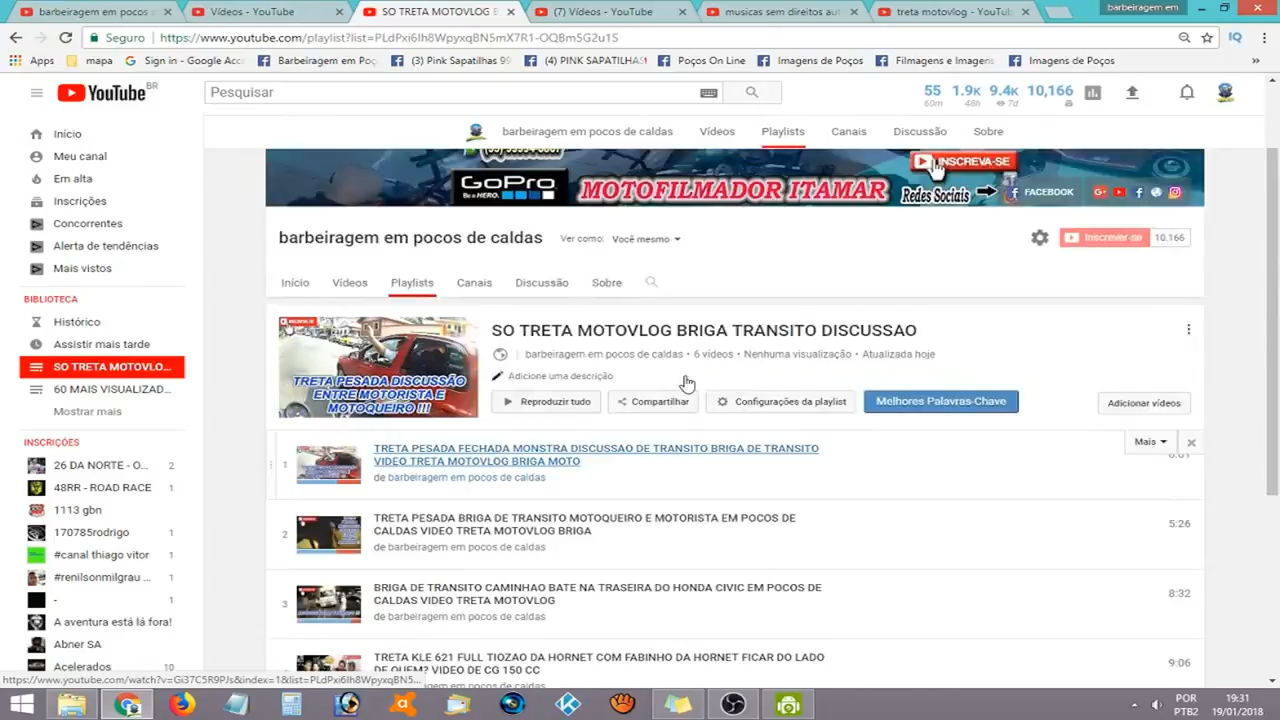 barbeiragem em pocos
Vídeos - YouTube
SO TRETA MOTOVLOG B
(7) Vídeos - YouTube
musicas sem direitos aut
treta motovlog - YouTub
barbeiragem em
Seguro
https://www.youtube.com/playlist?list=PLdPxi6Ih8Wpyxq8N5mX7R1-OQBm5G2u1S
Apps
mapa
Sign in - Google Acc
Barbeiragem em Poç
(3) Pink Sapatilhas 99
(4) PINK SAPATILHAS
Poços On Line
Imagens de Poços
Filmagens e Imagens
Imagens de Poços
YouTube BR
Pesquisar
55 1.9K 9.4K 10,166
60m 48h 7d
barbeiragem em pocos de caldas
Vídeos
Playlists
Canais
Discussão
Sobre
Início
Meu canal
Em alta
Inscrições
Concorrentes
Alerta de tendências
Mais vistos
BIBLIOTECA
Histórico
Assistir mais tarde
SO TRETA MOTOVLO...
60 MAIS VISUALIZAD...
Mostrar mais
INSCRIÇÕES
26 DA NORTE - O... 2
48RR - ROAD RACE 1
1113 gbn
170785rodrigo 1
#canal thiago vitor 1
#renilsonmilgrau ... 1
- 1
A aventura está lá fora!
Abner SA
Acelerados 10
GoPro
Be a HERO.
MOTOFILMADOR ITAMAR
INSCREVA-SE
Redes Sociais
FACEBOOK
barbeiragem em pocos de caldas
Ver como: Você mesmo
Inscrever-se 10.166
Início
Vídeos
Playlists
Canais
Discussão
Sobre
TRETA PESADA DISCUSSÃO
ENTRE MOTORISTA E
MOTOQUEIRO !!!
SO TRETA MOTOVLOG BRIGA TRANSITO DISCUSSAO
barbeiragem em pocos de caldas • 6 vídeos • Nenhuma visualização • Atualizada hoje
Adicione uma descrição
Reproduzir tudo
Compartilhar
Configurações da playlist
Melhores Palavras-Chave
Adicionar vídeos
Mais
1
TRETA PESADA FECHADA MONSTRA DISCUSSAO DE TRANSITO BRIGA DE TRANSITO
VIDEO TRETA MOTOVLOG BRIGA MOTO
de barbeiragem em pocos de caldas
2
TRETA PESADA BRIGA DE TRANSITO MOTOQUEIRO E MOTORISTA EM POCOS DE
CALDAS VIDEO TRETA MOTOVLOG BRIGA
de barbeiragem em pocos de caldas
5:26
3
BRIGA DE TRANSITO CAMINHAO BATE NA TRASEIRA DO HONDA CIVIC EM POCOS DE
CALDAS VIDEO TRETA MOTOVLOG
de barbeiragem em pocos de caldas
8:32
TRETA KLE 621 FULL TIOZAO DA HORNET COM FABINHO DA HORNET FICAR DO LADO
DE QUEM? VIDEO DE CG 150 CC
de barbeiragem em pocos de caldas
9:06
https://www.youtube.com/watch?v=Gi37C5R9PJs&index=1&list=PLdPxi6Ih8Wpyxq8N5...
POR
PTB2
19:31
19/01/2018